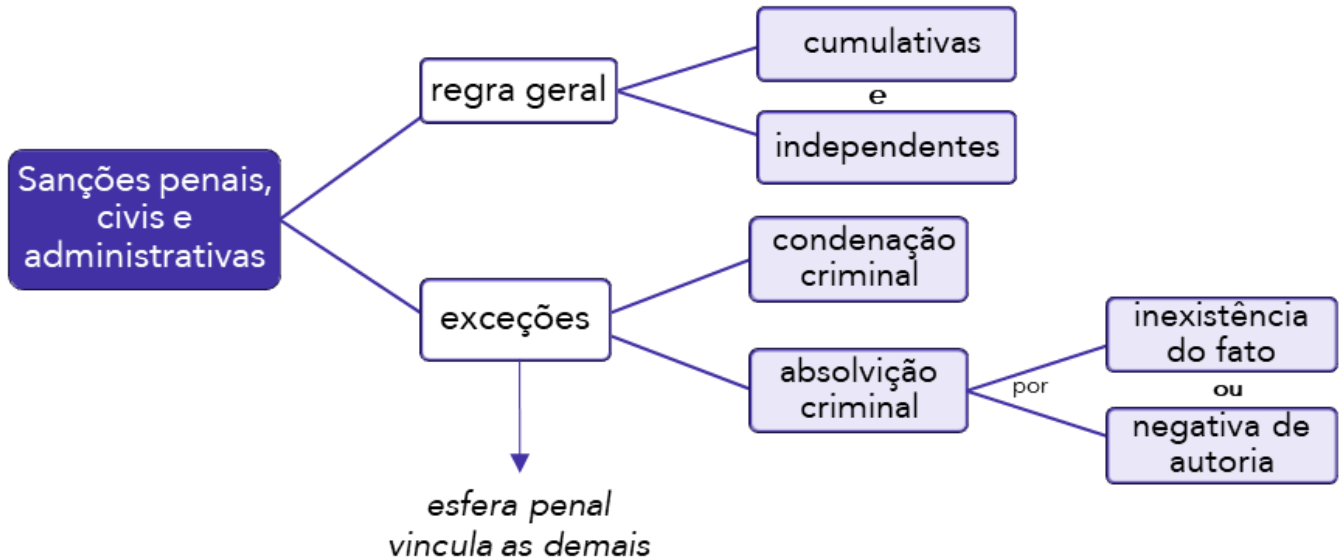 Sanções penais,
civis e
administrativas
regra geral
cumulativas
e
independentes
exceções
condenação
criminal
absolvição
criminal
por
inexistência
do fato
ou
negativa de
autoria
esfera penal
vincula as demais